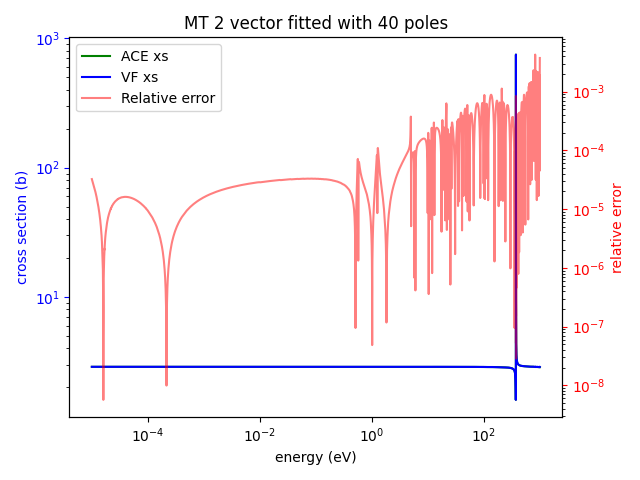 MT 2 vector fitted with 40 poles
ACE xs
VF xs
Relative error
cross section (b)
10³
10²
10¹
10⁻³
10⁻⁴
10⁻⁵
10⁻⁶
10⁻⁷
10⁻⁸
relative error
10⁻⁴
10⁻²
10⁰
10²
energy (eV)